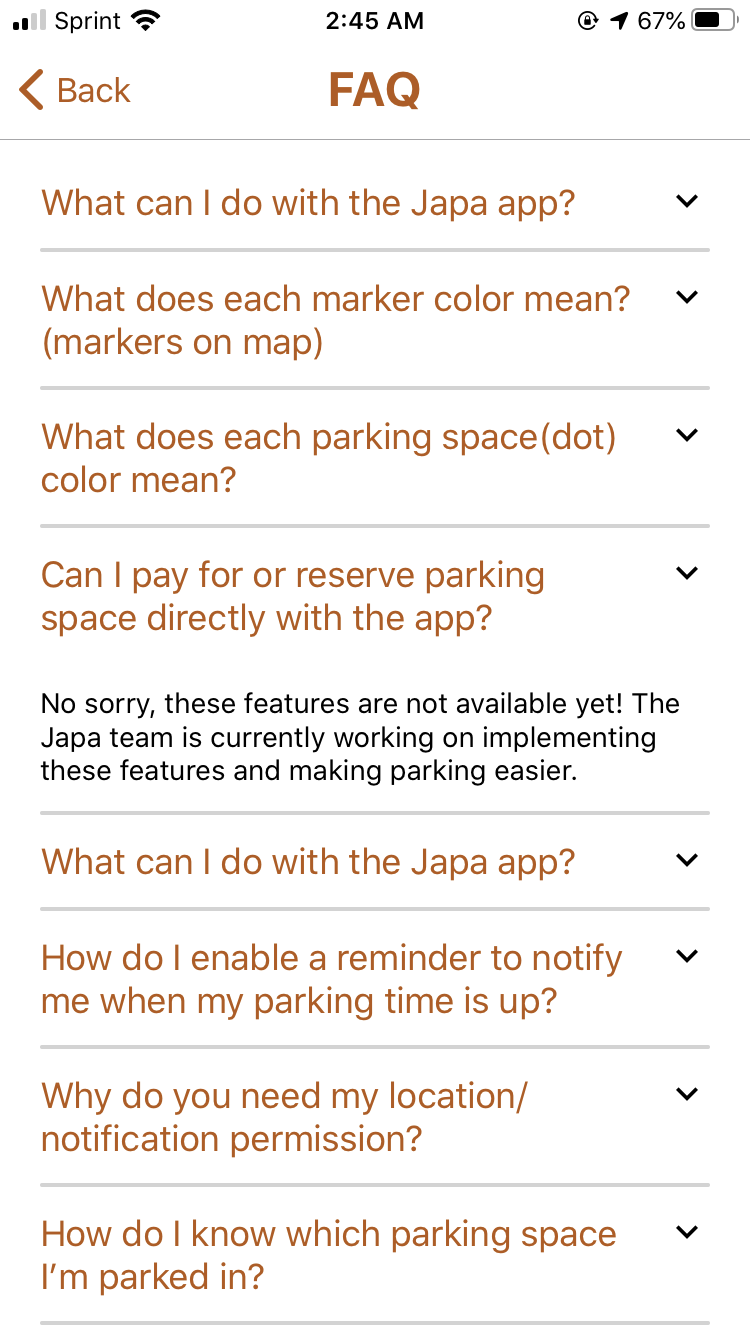 Sprint 2:45 AM 67%
Back FAQ
What can I do with the Japa app?
What does each marker color mean?
(markers on map)
What does each parking space(dot)
color mean?
Can I pay for or reserve parking
space directly with the app?
No sorry, these features are not available yet! The
Japa team is currently working on implementing
these features and making parking easier.
What can I do with the Japa app?
How do I enable a reminder to notify
me when my parking time is up?
Why do you need my location/
notification permission?
How do I know which parking space
I’m parked in?